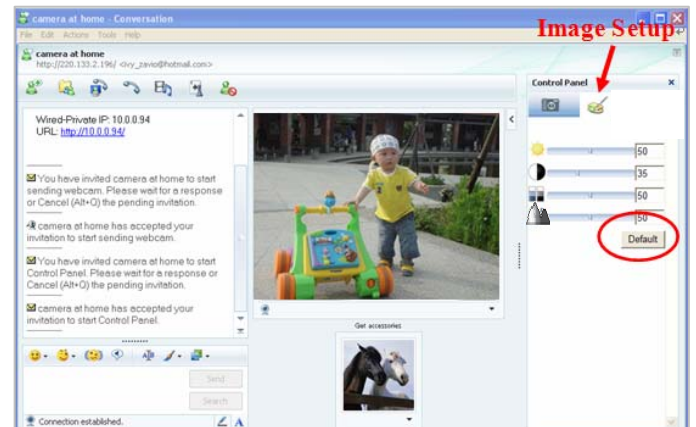 camera at home - Conversation
Image Setup
File Edit Actions Tools Help
camera at home
http://220.133.2.196/ <ivy_zavio@hotmail.com>
Wired-Private IP: 10.0.0.94
URL: http://10.0.0.94/
You have invited camera at home to start
sending webcam. Please wait for a response
or Cancel (Alt+Q) the pending invitation.
camera at home has accepted your
invitation to start sending webcam.
You have invited camera at home to start
Control Panel. Please wait for a response or
Cancel (Alt+Q) the pending invitation.
camera at home has accepted your
invitation to start Control Panel.
Send
Search
Connection established.
Get accessories
Control Panel
50
35
50
50
Default